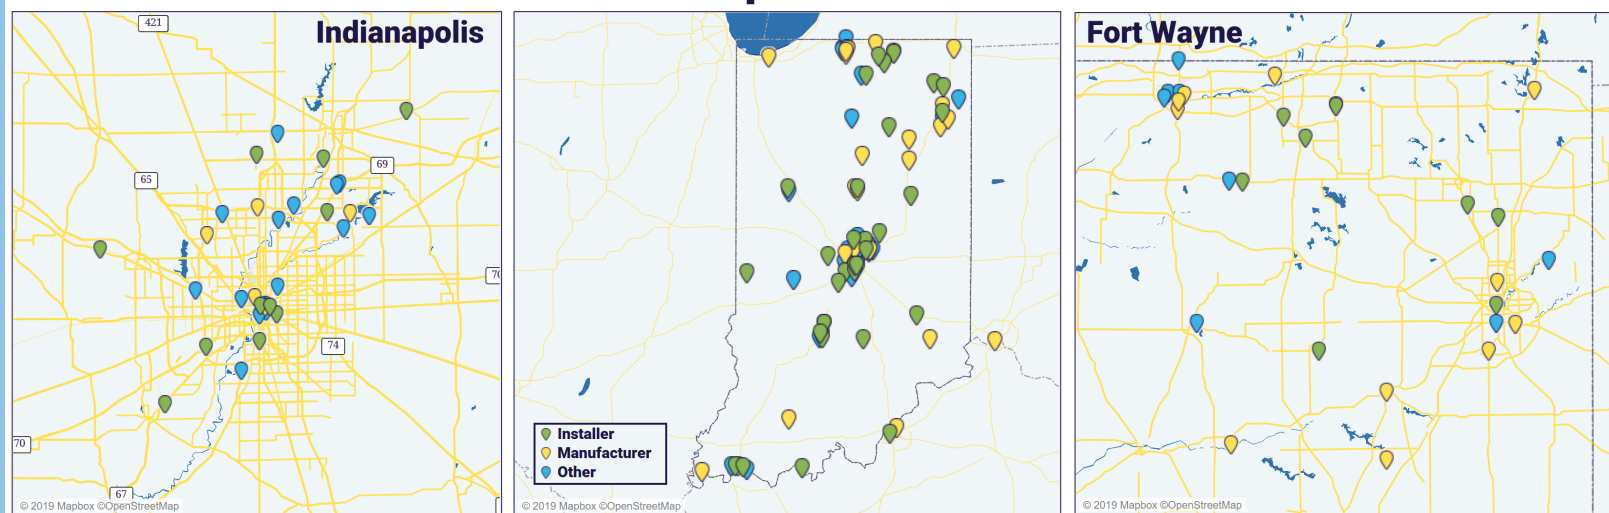 Indianapolis
421
69
65
70
74
70
67
© 2019 Mapbox ©OpenStreetMap
Installer
Manufacturer
Other
© 2019 Mapbox ©OpenStreetMap
Fort Wayne
© 2019 Mapbox ©OpenStreetMap